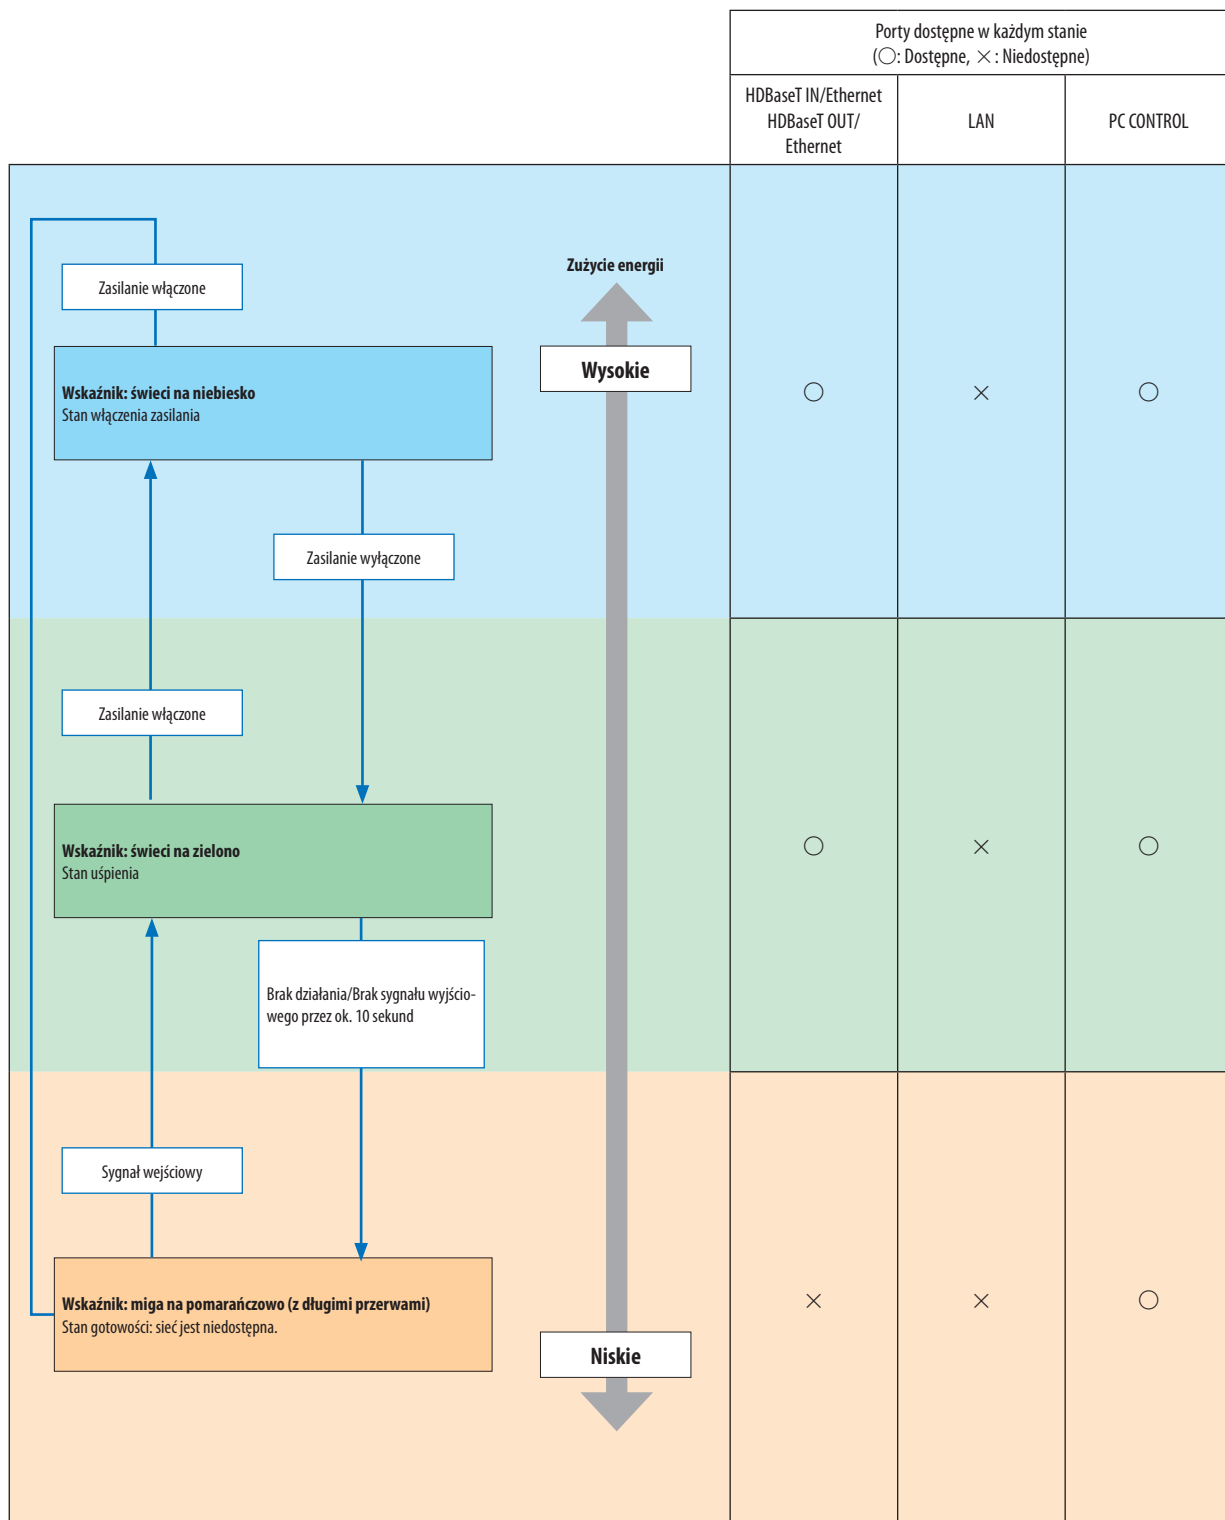 Porty dostępne w każdym stanie
(○: Dostępne, ×: Niedostępne)
HDBaseT IN/Ethernet
HDBaseT OUT/
Ethernet
LAN
PC CONTROL
Zasilanie włączone
Zużycie energii
Wysokie
Wskaźnik: świeci na niebiesko
Stan włączenia zasilania
○ × ○
Zasilanie wyłączone
Zasilanie włączone
Wskaźnik: świeci na zielono
Stan uśpienia
○ × ○
Brak działania/Brak sygnału wyjścio-
wego przez ok. 10 sekund
Sygnał wejściowy
Wskaźnik: miga na pomarańczowo (z długimi przerwami)
Stan gotowości: sieć jest niedostępna.
× × ○
Niskie